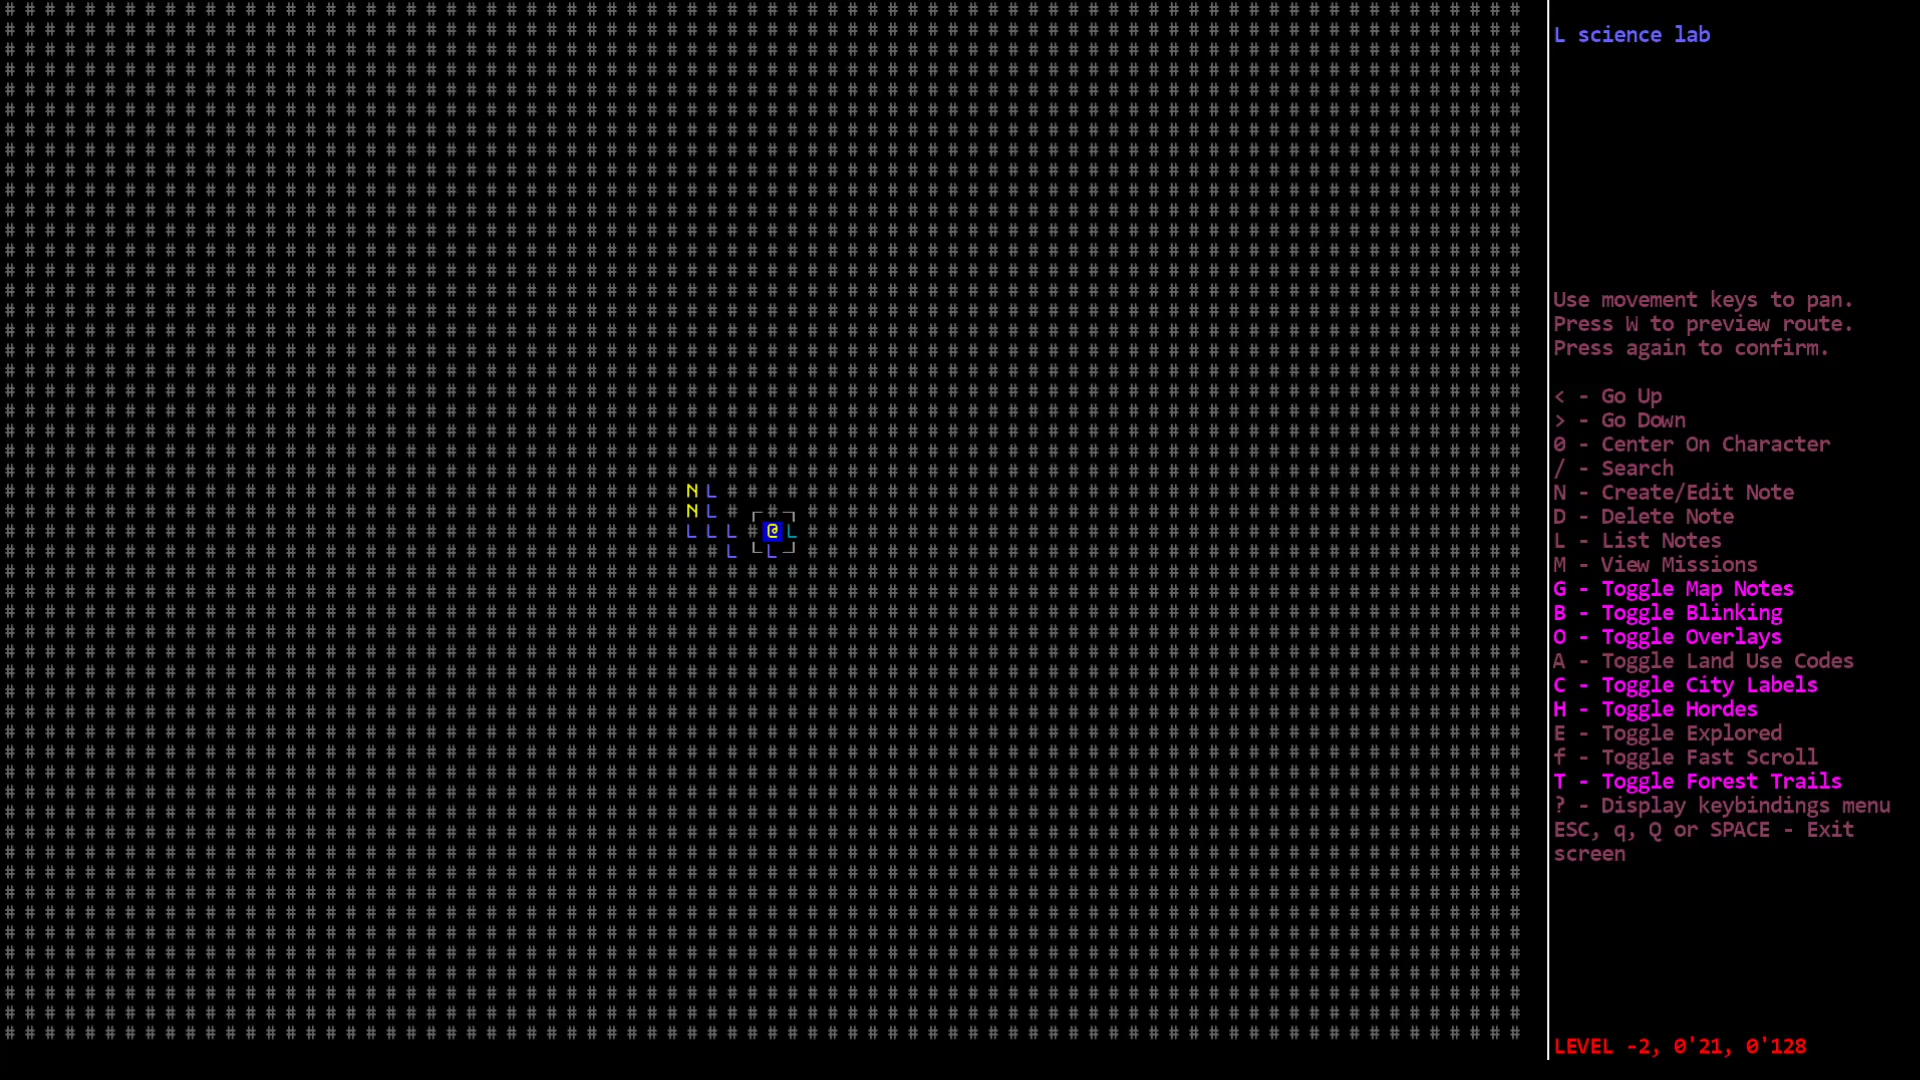 L science lab
Use movement keys to pan.
Press W to preview route.
Press again to confirm.
< - Go Up
> - Go Down
0 - Center On Character
/ - Search
N - Create/Edit Note
D - Delete Note
L - List Notes
M - View Missions
G - Toggle Map Notes
B - Toggle Blinking
O - Toggle Overlays
A - Toggle Land Use Codes
C - Toggle City Labels
H - Toggle Hordes
E - Toggle Explored
f - Toggle Fast Scroll
T - Toggle Forest Trails
? - Display keybindings menu
ESC, q, Q or SPACE - Exit
screen
LEVEL -2, 0'21, 0'128
N L
N L
L L L # @ L
L L